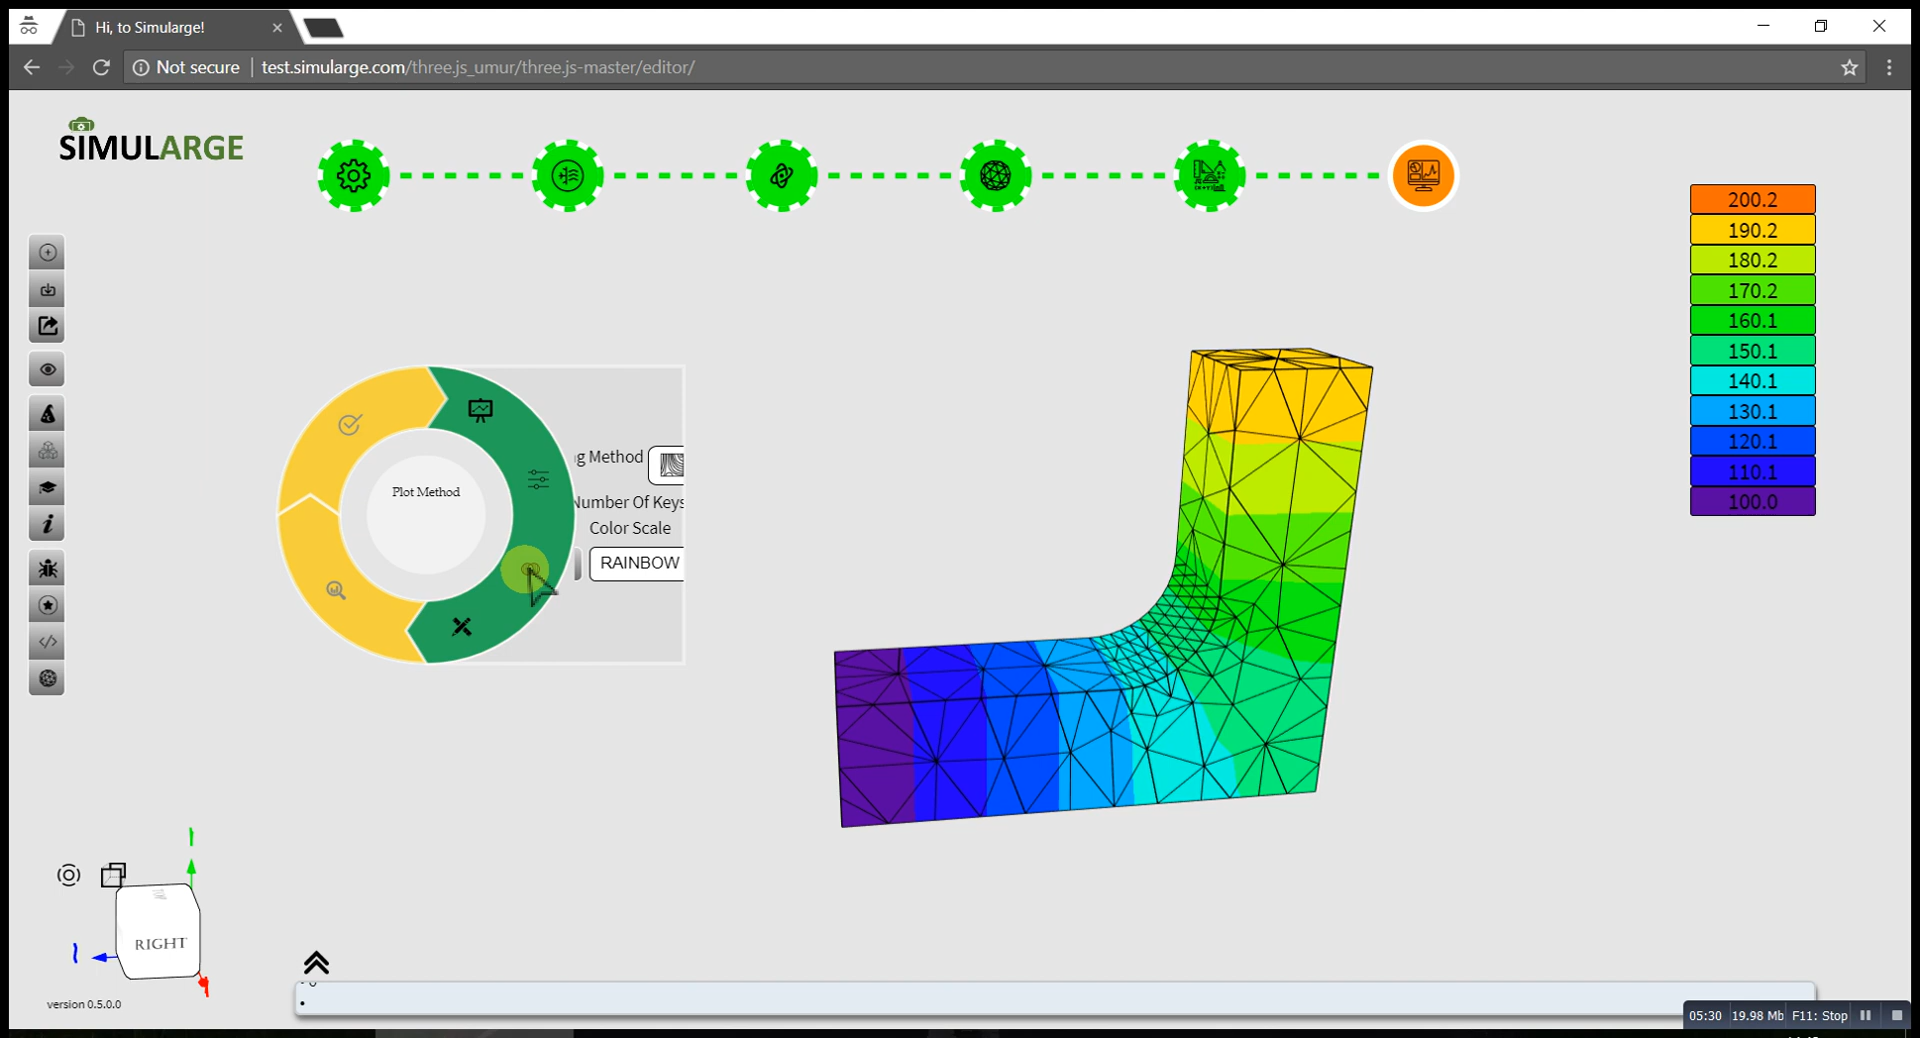 Hi, to Simularge!
Not secure
test.simularge.com/three.js_umur/three.js-master/editor/
SIMULARGE
200.2
190.2
180.2
170.2
160.1
150.1
140.1
130.1
120.1
110.1
100.0
g Method
Plot Method
Number Of Keys
Color Scale
RAINBOW
RIGHT
version 0.5.0.0
05:30 19.98 Mb F11: Stop